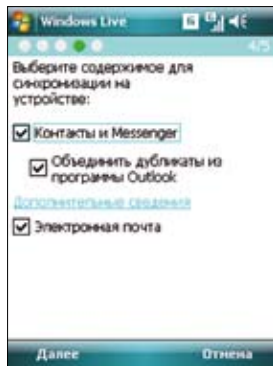 Windows Live
4/5
Выберите содержимое для
синхронизации на
устройстве:
Контакты и Messenger
Объединить дубликаты из
программы Outlook
Дополнительные сведения
Электронная почта
Далее Отмена